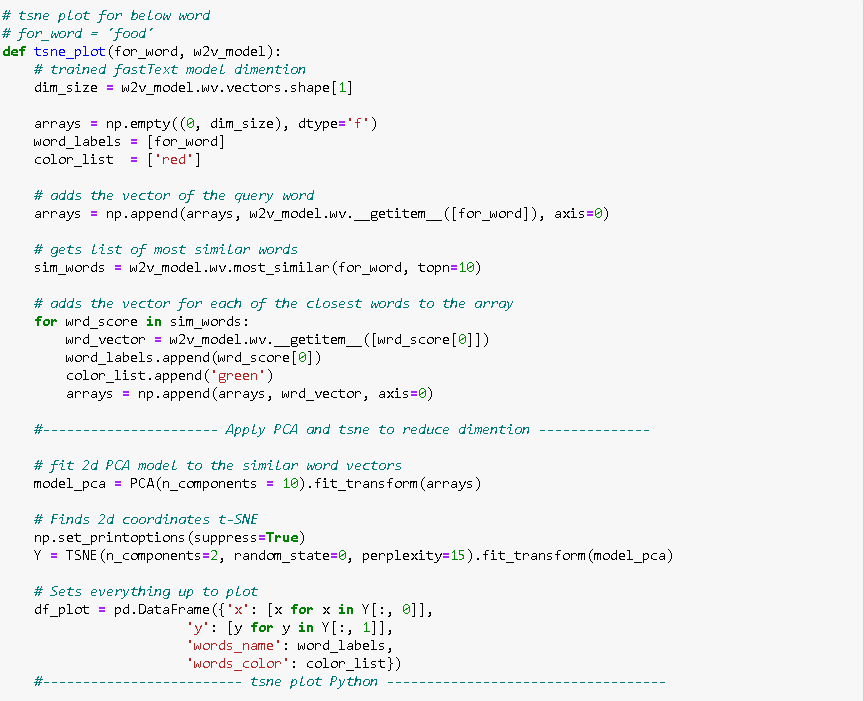 # tsne plot for below word
# for_word = 'food'
def tsne_plot(for_word, w2v_model):
    # trained fastText model dimention
    dim_size = w2v_model.wv.vectors.shape[1]

    arrays = np.empty((0, dim_size), dtype='f')
    word_labels = [for_word]
    color_list  = ['red']

    # adds the vector of the query word
    arrays = np.append(arrays, w2v_model.wv.__getitem__([for_word]), axis=0)

    # gets list of most similar words
    sim_words = w2v_model.wv.most_similar(for_word, topn=10)

    # adds the vector for each of the closest words to the array
    for wrd_score in sim_words:
        wrd_vector = w2v_model.wv.__getitem__([wrd_score[0]])
        word_labels.append(wrd_score[0])
        color_list.append('green')
        arrays = np.append(arrays, wrd_vector, axis=0)

    #---------------------- Apply PCA and tsne to reduce dimention --------------

    # fit 2d PCA model to the similar word vectors
    model_pca = PCA(n_components = 10).fit_transform(arrays)

    # Finds 2d coordinates t-SNE
    np.set_printoptions(suppress=True)
    Y = TSNE(n_components=2, random_state=0, perplexity=15).fit_transform(model_pca)

    # Sets everything up to plot
    df_plot = pd.DataFrame({'x': [x for x in Y[:, 0]],
                       'y': [y for y in Y[:, 1]],
                       'words_name': word_labels,
                       'words_color': color_list})
    #------------------------- tsne plot Python -----------------------------------